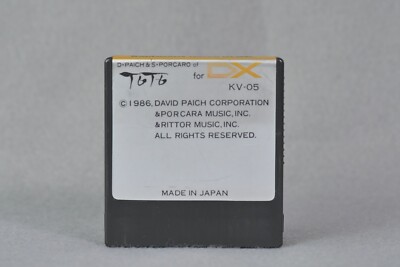 D·PAICH & S·PORCARO of
TOTO for DX
KV-05
©1986, DAVID PAICH CORPORATION
&PORCARA MUSIC, INC.
&RITTOR MUSIC, INC.
ALL RIGHTS RESERVED.
MADE IN JAPAN